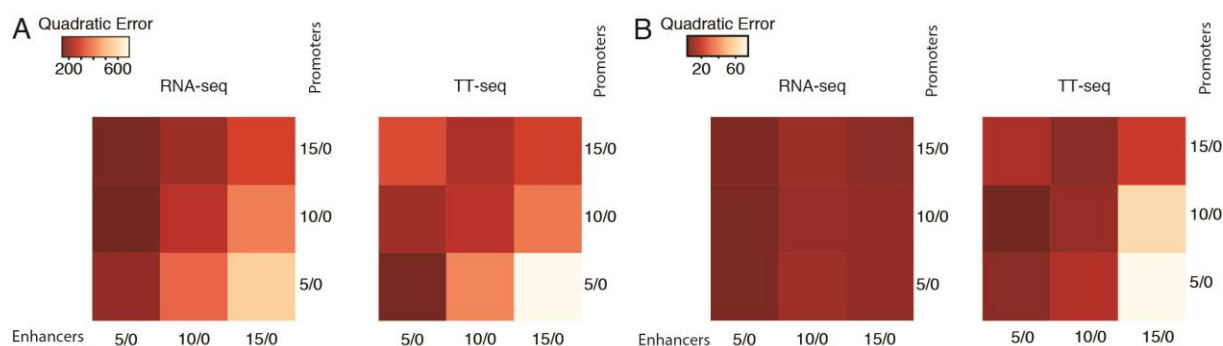 A
Quadratic Error
200 600
RNA-seq
TT-seq
Promoters
15/0
10/0
5/0
Enhancers 5/0 10/0 15/0 5/0 10/0 15/0
B
Quadratic Error
20 60
RNA-seq
TT-seq
Promoters
Promoters
15/0
10/0
5/0
15/0
10/0
5/0
Enhancers 5/0 10/0 15/0 5/0 10/0 15/0
15/0
10/0
5/0
Promoters